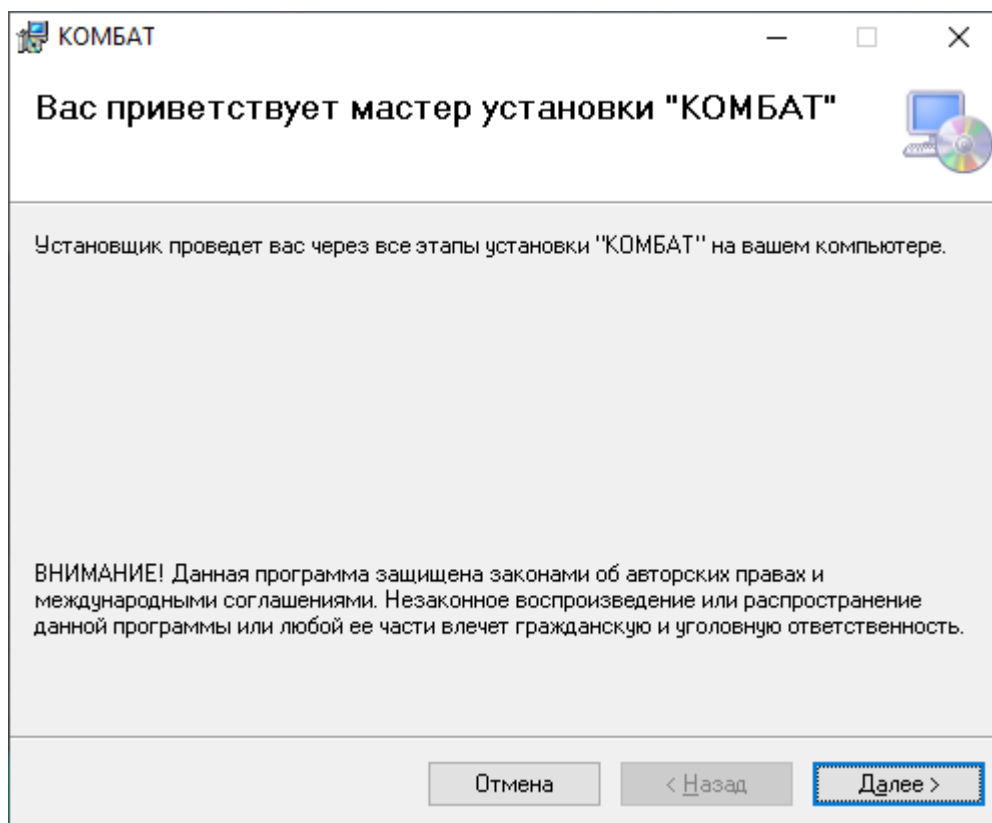 КОМБАТ
Вас приветствует мастер установки "КОМБАТ"
Установщик проведет вас через все этапы установки "КОМБАТ" на вашем компьютере.
ВНИМАНИЕ! Данная программа защищена законами об авторских правах и
международными соглашениями. Незаконное воспроизведение или распространение
данной программы или любой ее части влечет гражданскую и уголовную ответственность.
Отмена
< Назад
Далее >